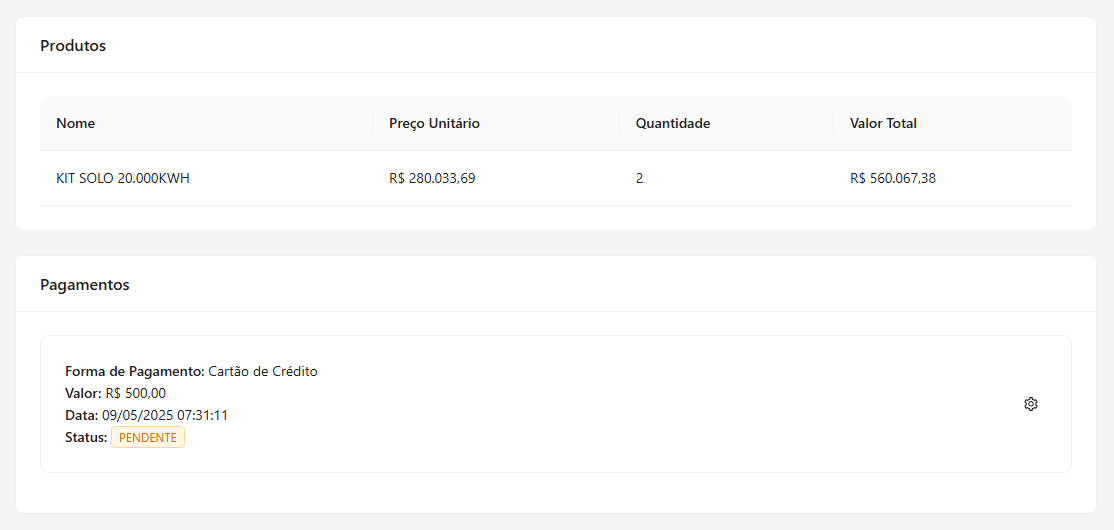 Produtos
Nome Preço Unitário Quantidade Valor Total
KIT SOLO 20.000KWH R$ 280.033,69 2 R$ 560.067,38
Pagamentos
Forma de Pagamento: Cartão de Crédito
Valor: R$ 500,00
Data: 09/05/2025 07:31:11
Status: PENDENTE